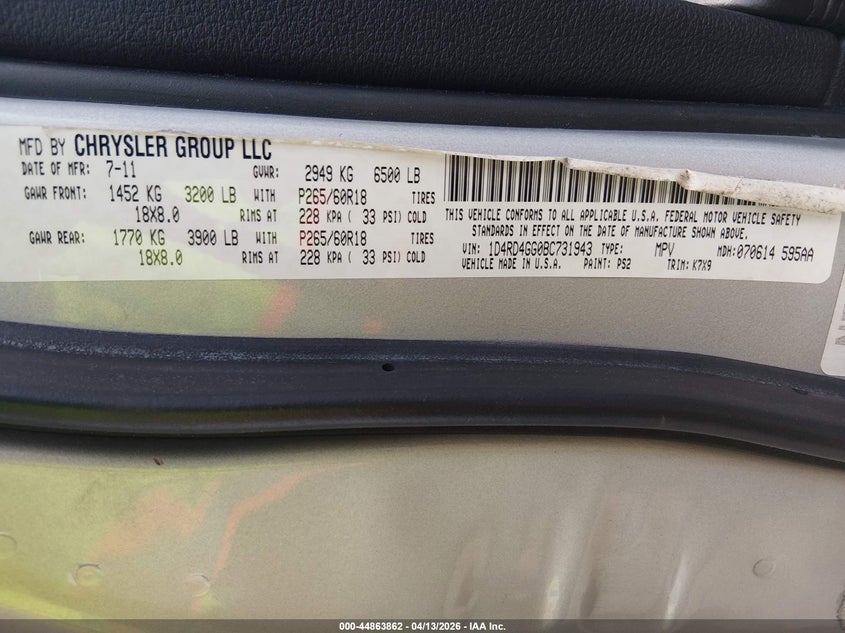 MFD BY CHRYSLER GROUP LLC
DATE OF MFR: 7-11 GVWR: 2949 KG 6500 LB
GAWR FRONT: 1452 KG 3200 LB WITH P265/60R18 TIRES
18X8.0 RIMS AT 228 KPA ( 33 PSI) COLD
GAWR REAR: 1770 KG 3900 LB WITH P265/60R18 TIRES
18X8.0 RIMS AT 228 KPA ( 33 PSI) COLD
THIS VEHICLE CONFORMS TO ALL APPLICABLE U.S.A. FEDERAL MOTOR VEHICLE SAFETY
STANDARDS IN EFFECT ON THE DATE OF MANUFACTURE SHOWN ABOVE.
VIN: 1D4RD4GG0BC731943 TYPE: MPV MDH: 070614 595AA
VEHICLE MADE IN U.S.A. PAINT: PS2 TRIM: K7X9
000-44863862 - 04/13/2026 - IAA Inc.